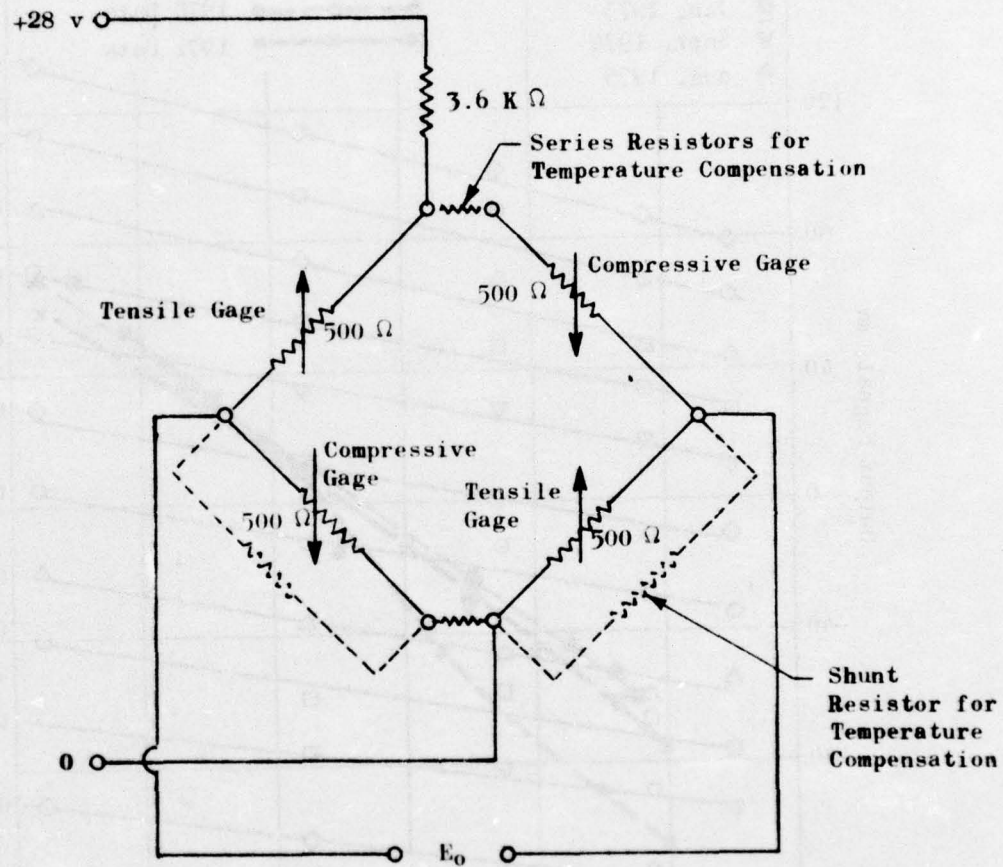 +28 v
3.6 K Ω
Series Resistors for
Temperature Compensation
Compressive Gage
500 Ω
Tensile Gage
500 Ω
Compressive
Gage
500 Ω
Tensile
Gage
500 Ω
Shunt
Resistor for
Temperature
Compensation
0
E₀